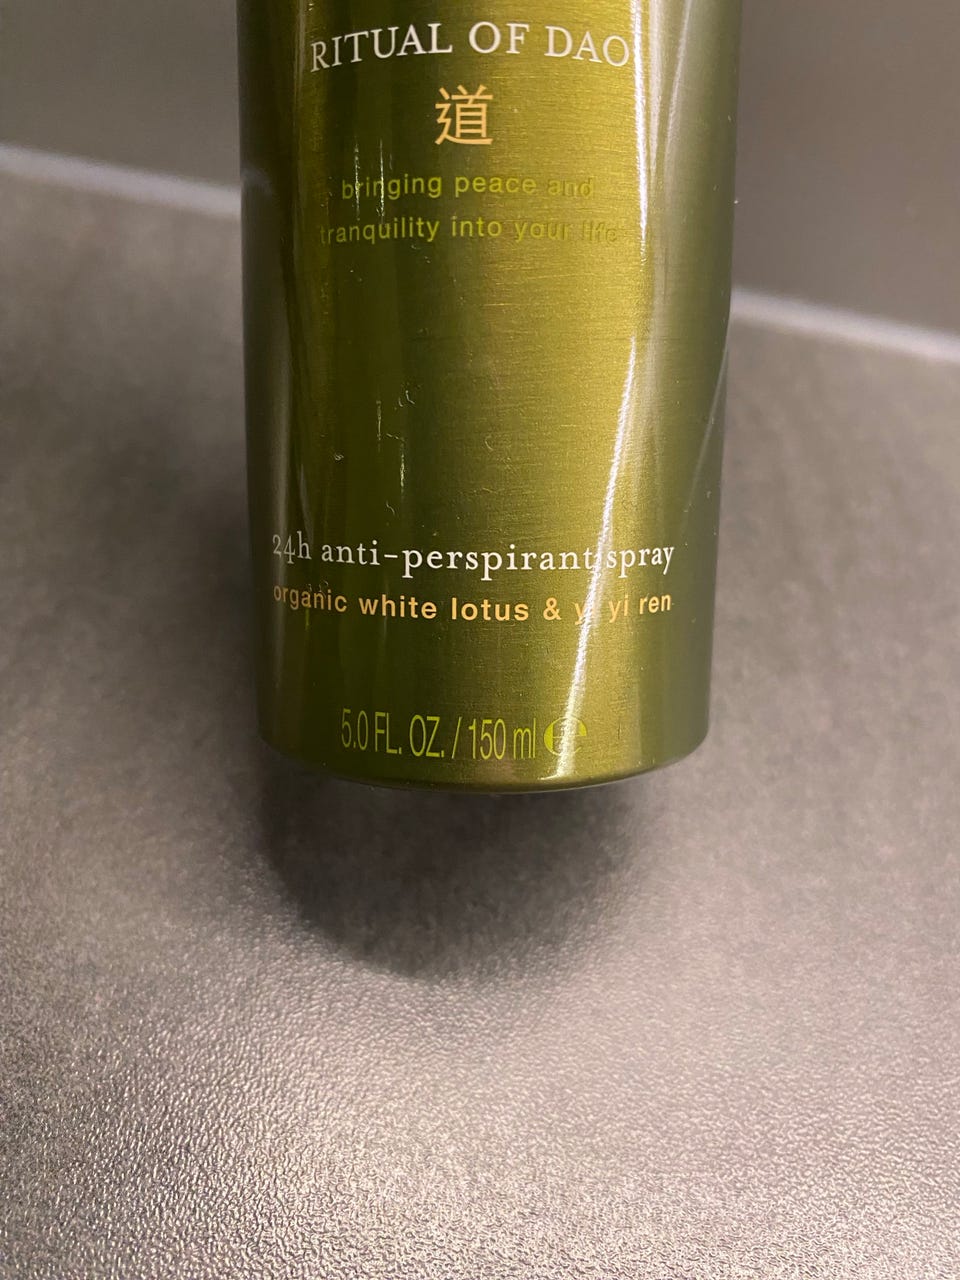 RITUAL OF DAO
道
bringing peace and
tranquility into your life
24h anti-perspirant spray
organic white lotus & yi yi ren
5.0 FL. OZ. / 150 ml ℮